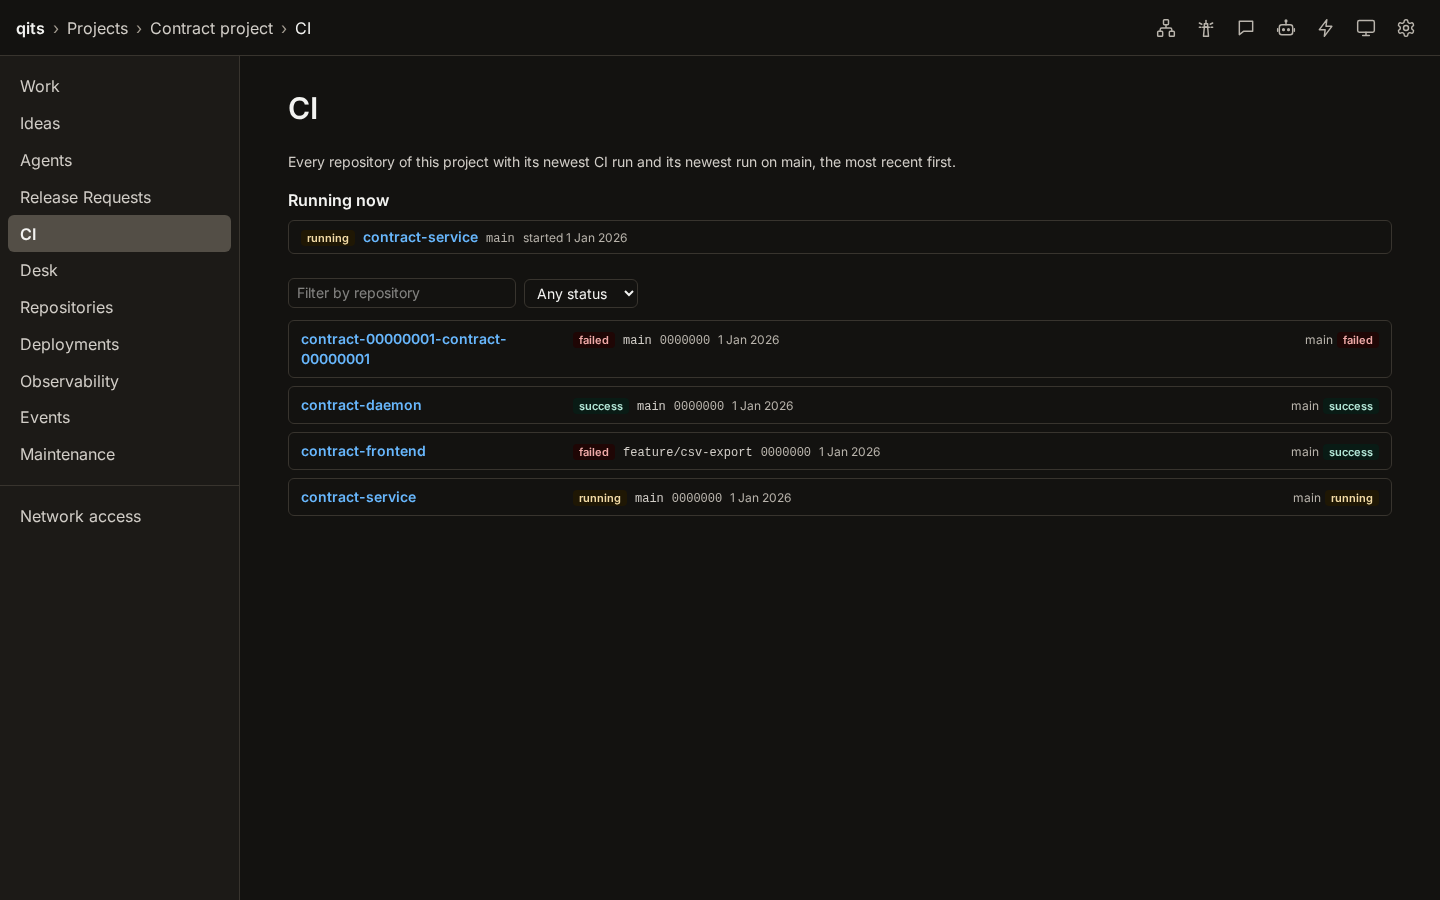 qits › Projects › Contract project › CI
Work
Ideas
Agents
Release Requests
CI
Desk
Repositories
Deployments
Observability
Events
Maintenance
Network access
CI
Every repository of this project with its newest CI run and its newest run on main, the most recent first.
Running now
running contract-service main started 1 Jan 2026
Filter by repository Any status
contract-00000001-contract-00000001 failed main 0000000 1 Jan 2026 main failed
contract-daemon success main 0000000 1 Jan 2026 main success
contract-frontend failed feature/csv-export 0000000 1 Jan 2026 main success
contract-service running main 0000000 1 Jan 2026 main running